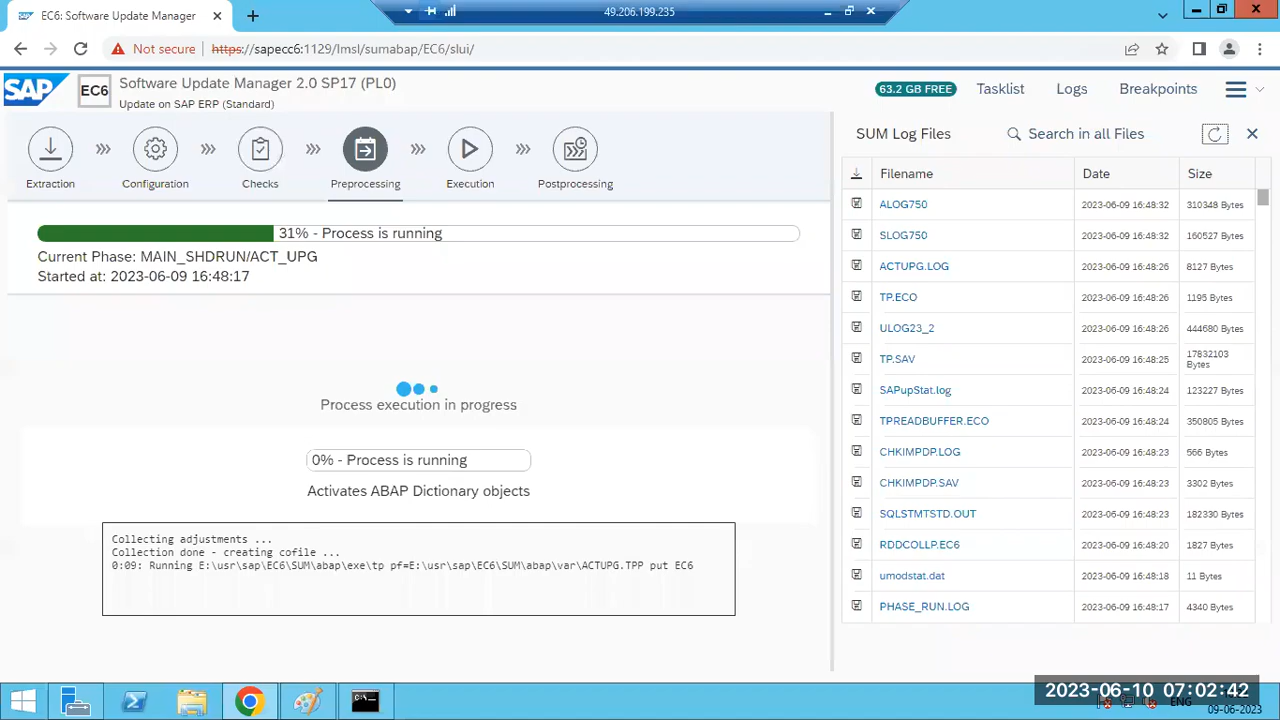 EC6: Software Update Manager
49.206.199.235
Not secure
https://sapecc6:1129/lmsl/sumabap/EC6/slui/
SAP
EC6
Software Update Manager 2.0 SP17 (PL0)
Update on SAP ERP (Standard)
63.2 GB FREE
Tasklist
Logs
Breakpoints
Extraction
Configuration
Checks
Preprocessing
Execution
Postprocessing
31% - Process is running
Current Phase: MAIN_SHDRUN/ACT_UPG
Started at: 2023-06-09 16:48:17
Process execution in progress
0% - Process is running
Activates ABAP Dictionary objects
Collecting adjustments ...
Collection done - creating cofile ...
0:09: Running E:\usr\sap\EC6\SUM\abap\exe\tp pf=E:\usr\sap\EC6\SUM\abap\var\ACTUPG.TPP put EC6
SUM Log Files
Search in all Files
Filename Date Size
ALOG750 2023-06-09 16:48:32 310348 Bytes
SLOG750 2023-06-09 16:48:32 160527 Bytes
ACTUPG.LOG 2023-06-09 16:48:26 8127 Bytes
TP.ECO 2023-06-09 16:48:26 1195 Bytes
ULOG23_2 2023-06-09 16:48:26 444680 Bytes
TP.SAV 2023-06-09 16:48:25 17832103 Bytes
SAPupStat.log 2023-06-09 16:48:24 123227 Bytes
TPREADBUFFER.ECO 2023-06-09 16:48:24 350805 Bytes
CHKIMPDP.LOG 2023-06-09 16:48:23 566 Bytes
CHKIMPDP.SAV 2023-06-09 16:48:23 3302 Bytes
SQLSTMTSTD.OUT 2023-06-09 16:48:23 182330 Bytes
RDDCOLLP.EC6 2023-06-09 16:48:20 1827 Bytes
umodstat.dat 2023-06-09 16:48:18 11 Bytes
PHASE_RUN.LOG 2023-06-09 16:48:17 4340 Bytes
2023-06-10 07:02:42
ENG
09-06-2023